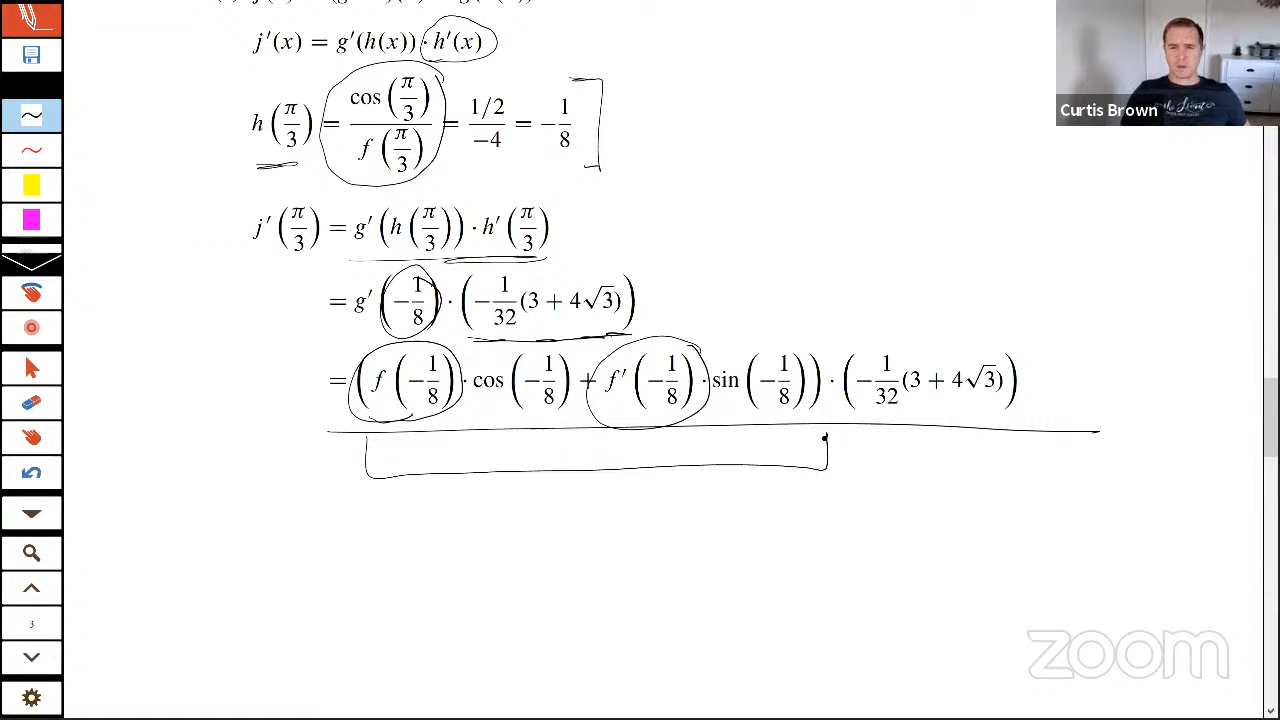 j′(x) = g′(h(x)) · h′(x)
Curtis Brown
h(π/3) = cos(π/3)/f(π/3) = 1/2/−4 = −1/8
j′(π/3) = g′(h(π/3)) · h′(π/3)
= g′(−1/8) · (−1/32(3 + 4√3))
= (f(−1/8) · cos(−1/8) + f′(−1/8) · sin(−1/8)) · (−1/32(3 + 4√3))
3
zoom